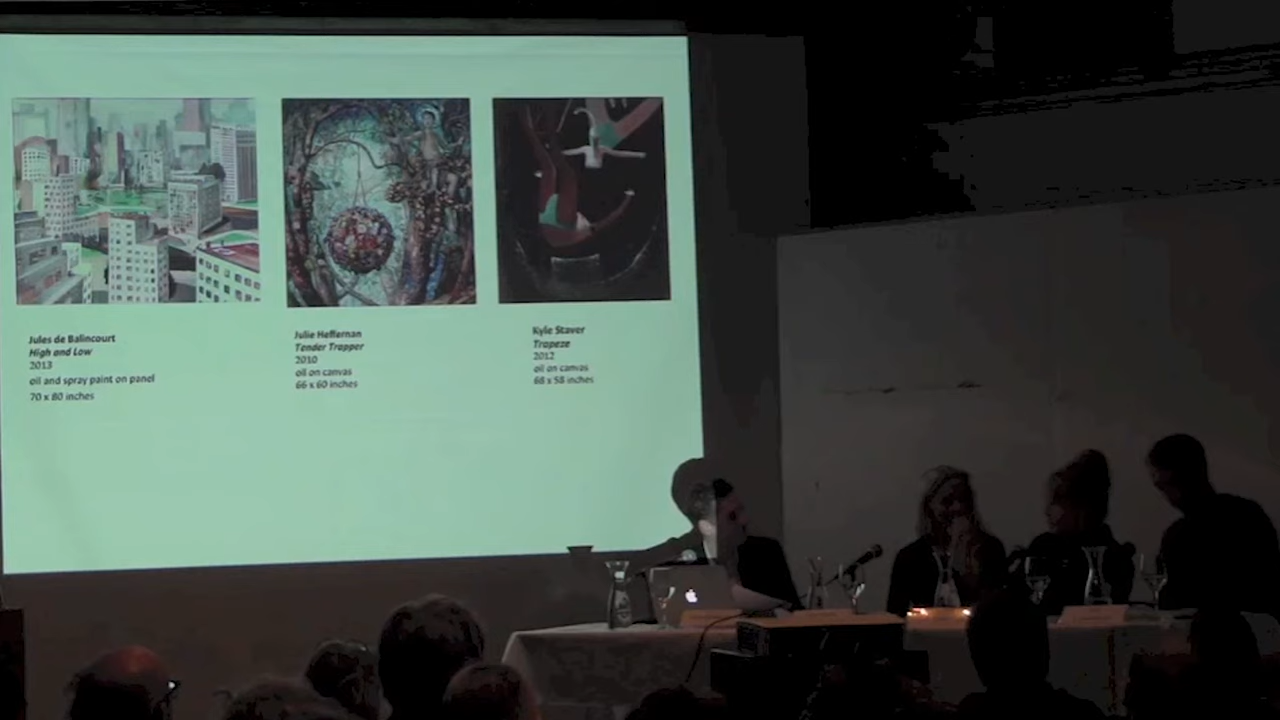 Jules de Balincourt
High and Low
2013
oil and spray paint on panel
70 x 80 inches
Julie Heffernan
Tender Trapper
2010
oil on canvas
66 x 60 inches
Kyle Staver
Trapeze
2012
oil on canvas
68 x 58 inches